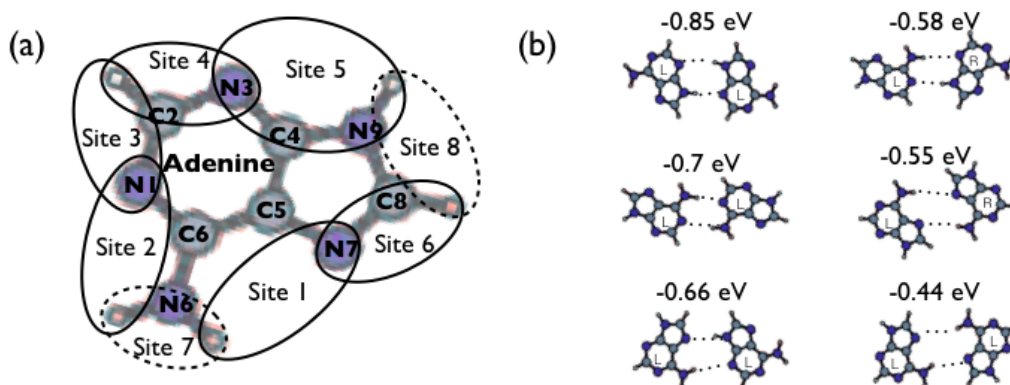 (a)
Site 4
Site 5
N3
C2
Site 3
C4
N9
Adenine
Site 8
N1
C5
C8
Site 2
C6
N7
Site 6
Site 1
N6
Site 7
(b)
-0.85 eV
L
L
-0.58 eV
L
R
-0.7 eV
L
L
-0.55 eV
L
R
-0.66 eV
L
L
-0.44 eV
L
L